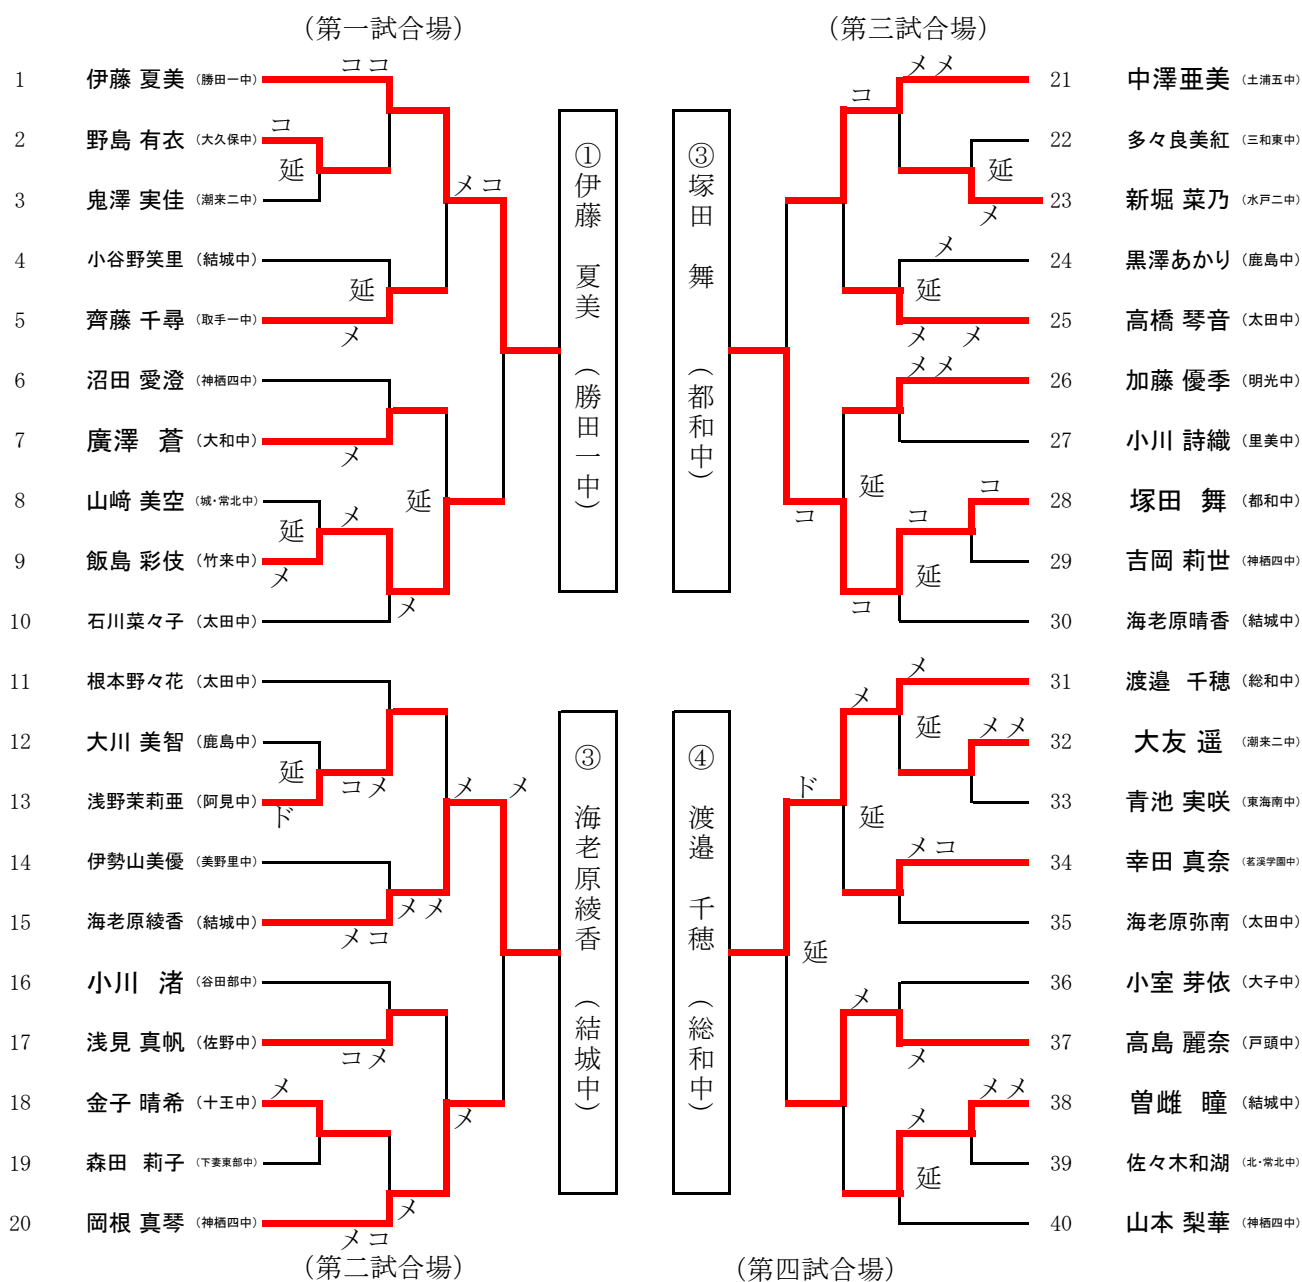 (第一試合場)
ココ
1 伊藤 夏美 (勝田一中)
コ
2 野島 有衣 (大久保中)
延
3 鬼澤 実佳 (潮来二中)
メコ
4 小谷野笑里 (結城中)
延
5 齊藤 千尋 (取手一中)
メ
6 沼田 愛澄 (神栖四中)
7 廣澤 蒼 (大和中)
メ
8 山﨑 美空 (城・常北中)
延
メ
延
9 飯島 彩伎 (竹来中)
メ
メ
10 石川菜々子 (太田中)
①伊藤 夏美 (勝田一中)
11 根本野々花 (太田中)
12 大川 美智 (鹿島中)
延
コメ
13 浅野茉莉亜 (阿見中)
ド
メ
メ
14 伊勢山美優 (美野里中)
メメ
15 海老原綾香 (結城中)
メコ
16 小川 渚 (谷田部中)
17 浅見 真帆 (佐野中)
コメ
メ
18 金子 晴希 (十王中)
メ
19 森田 莉子 (下妻東部中)
メ
20 岡根 真琴 (神栖四中)
メコ
③ 海老原綾香 (結城中)
(第二試合場)
(第三試合場)
メメ
21 中澤亜美 (土浦五中)
コ
22 多々良美紅 (三和東中)
延
23 新堀 菜乃 (水戸二中)
メ
メ
24 黒澤あかり (鹿島中)
延
25 高橋 琴音 (太田中)
メ メ
メメ
26 加藤 優季 (明光中)
27 小川 詩織 (里美中)
延
コ
28 塚田 舞 (都和中)
コ
コ
29 吉岡 莉世 (神栖四中)
延
コ
30 海老原晴香 (結城中)
③塚田 舞 (都和中)
メ
31 渡邉 千穂 (総和中)
メ
延
メメ
32 大友 遥 (潮来二中)
33 青池 実咲 (東海南中)
ド
延
メコ
34 幸田 真奈 (茗溪学園中)
35 海老原弥南 (太田中)
延
36 小室 芽依 (大子中)
メ
37 高島 麗奈 (戸頭中)
メ
メメ
38 曽雌 瞳 (結城中)
メ
39 佐々木和湖 (北・常北中)
延
40 山本 梨華 (神栖四中)
④ 渡邉 千穂 (総和中)
(第四試合場)